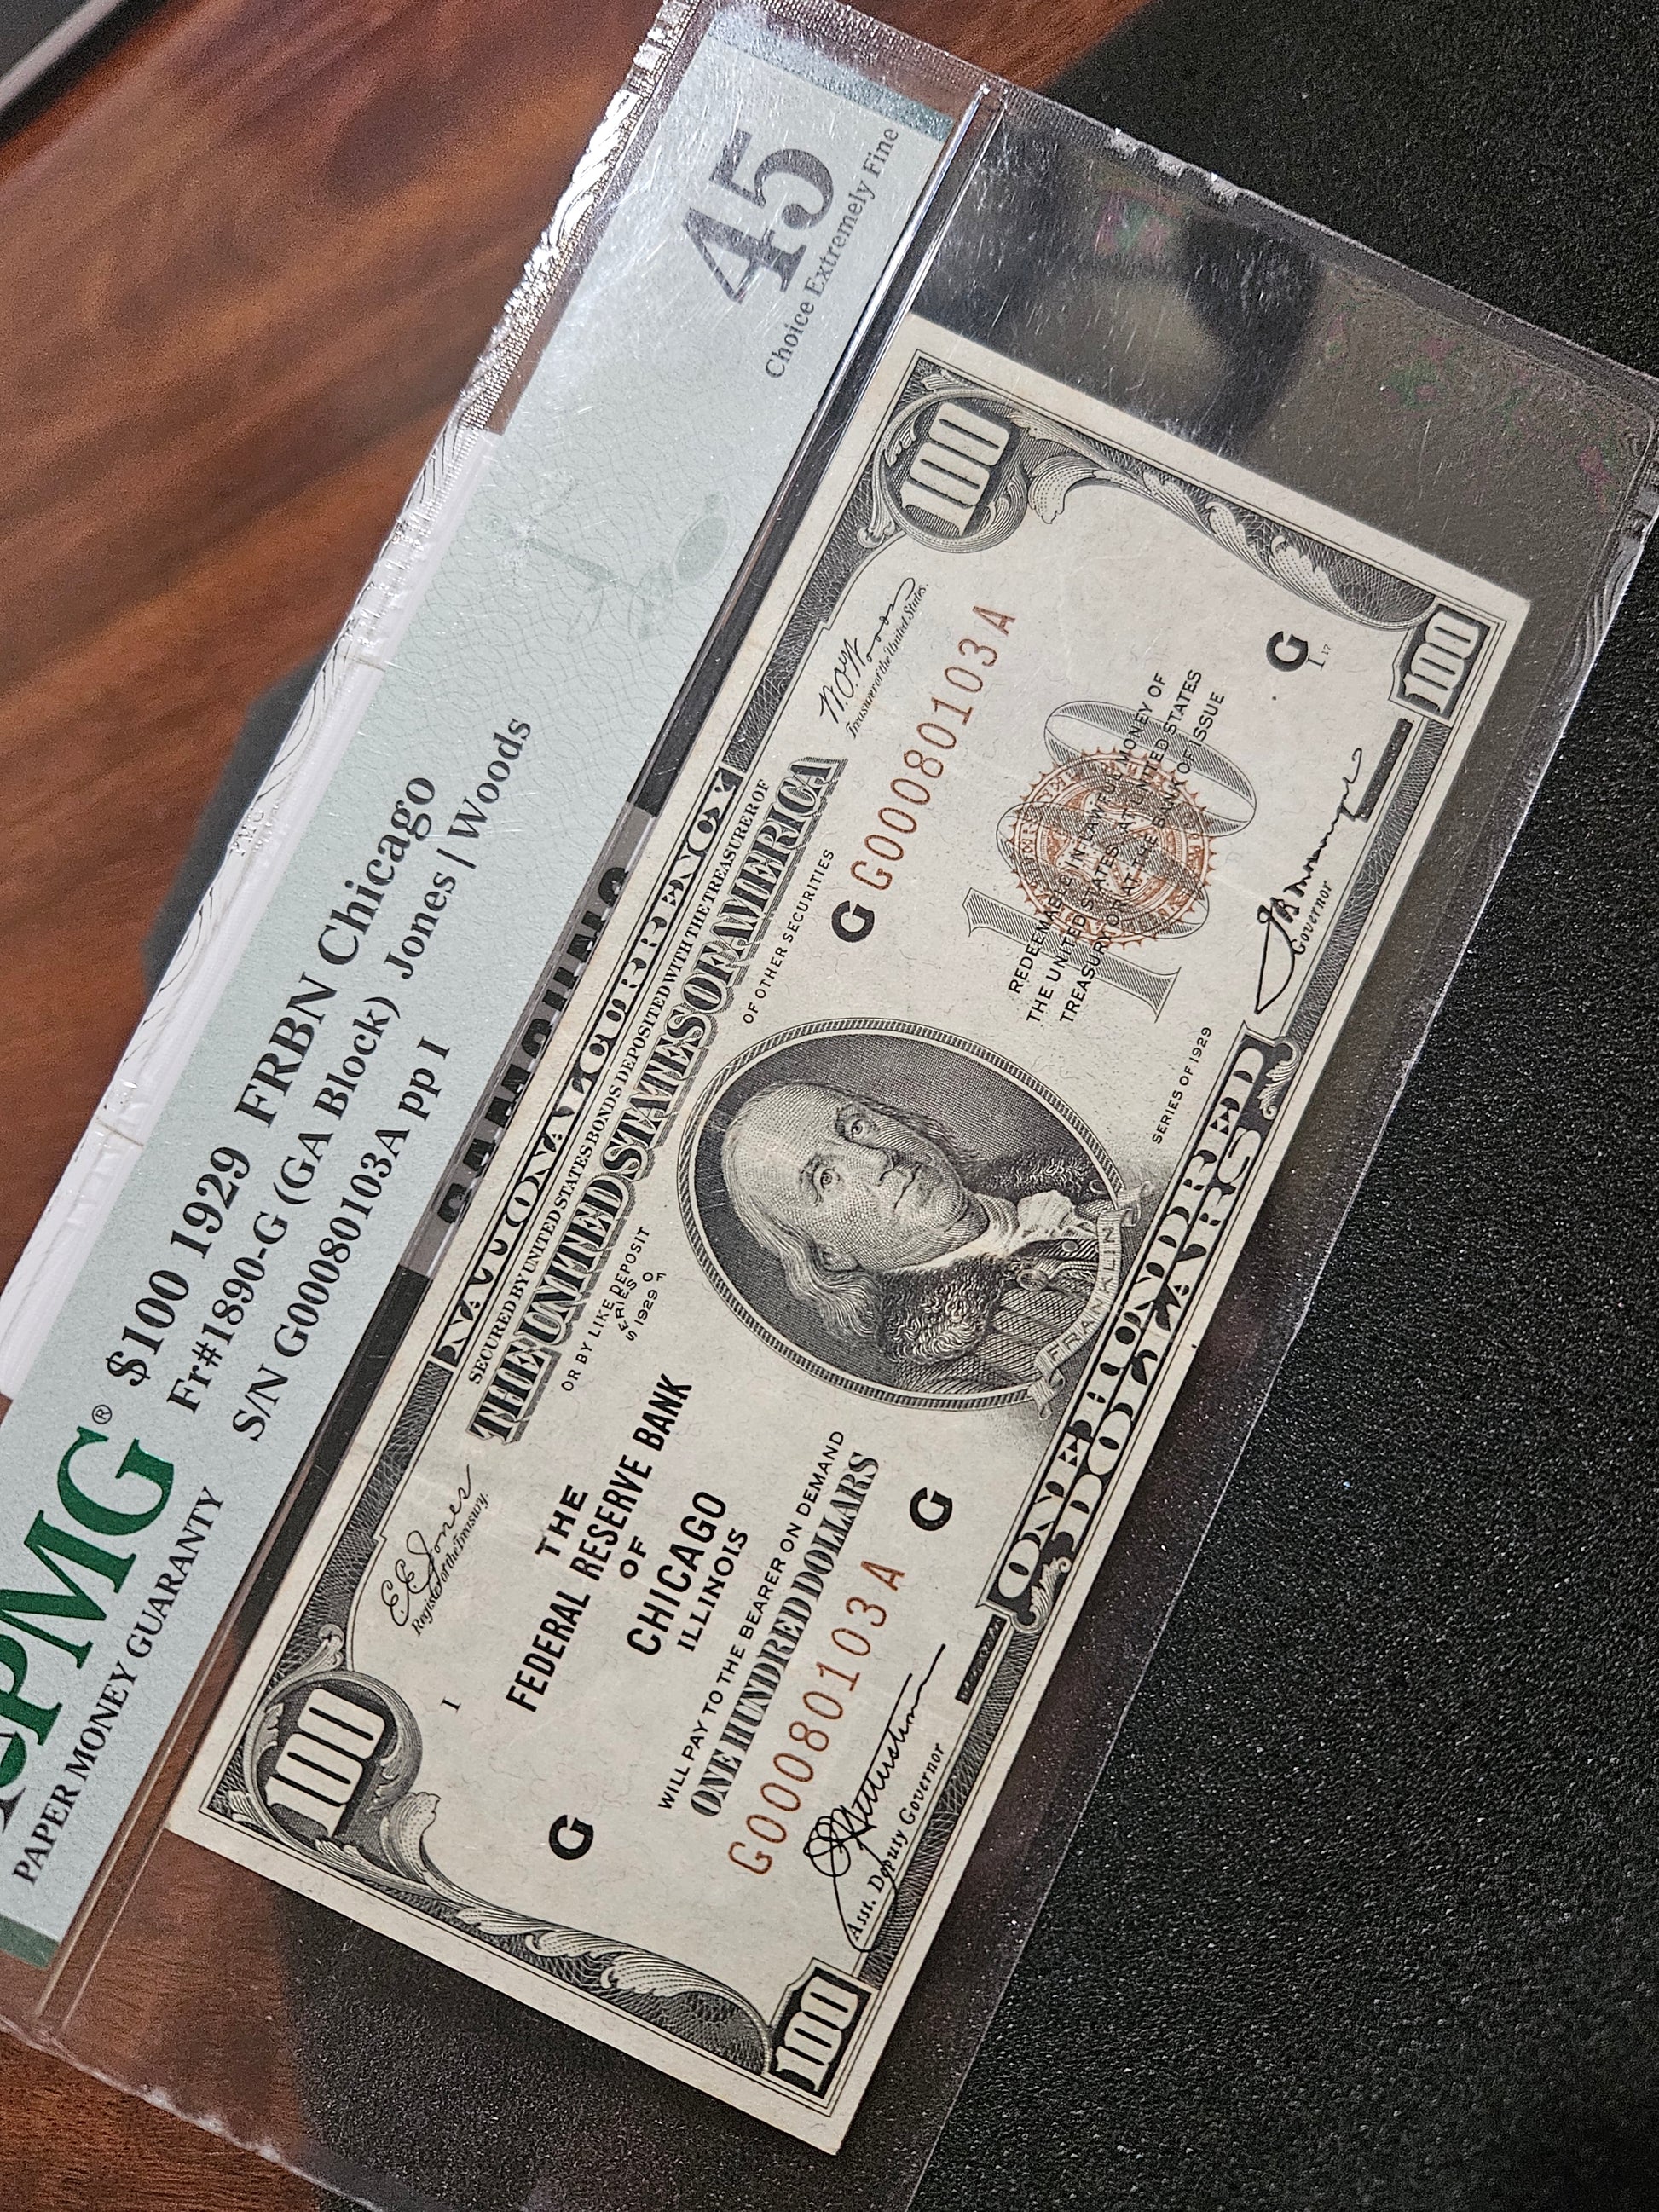 PMG®
PAPER MONEY GUARANTY
$100 1929 FRBN Chicago
Fr#1890-G (GA Block) Jones | Woods
S/N G00080103A pp I
45
Choice Extremely Fine
100
NATIONAL CURRENCY
100
SECURED BY UNITED STATES BONDS DEPOSITED WITH THE TREASURER OF
THE UNITED STATES OF AMERICA
OR BY LIKE DEPOSIT
OF OTHER SECURITIES
SERIES OF
1929
E E Jones
Register of the Treasury.
W.O. Woods
Treasurer of the United States.
I
THE
FEDERAL RESERVE BANK
OF
CHICAGO
ILLINOIS
G
G G00080103A
WILL PAY TO THE BEARER ON DEMAND
ONE HUNDRED DOLLARS
G00080103A
G
100
REDEEMABLE IN LAWFUL MONEY OF
THE UNITED STATES AT UNITED STATES
TREASURY OR AT THE BANK OF ISSUE
FRANKLIN
SERIES OF 1929
G
I 17
Asst. Deputy Governor
Governor
100
ONE HUNDRED
DOLLARS
100